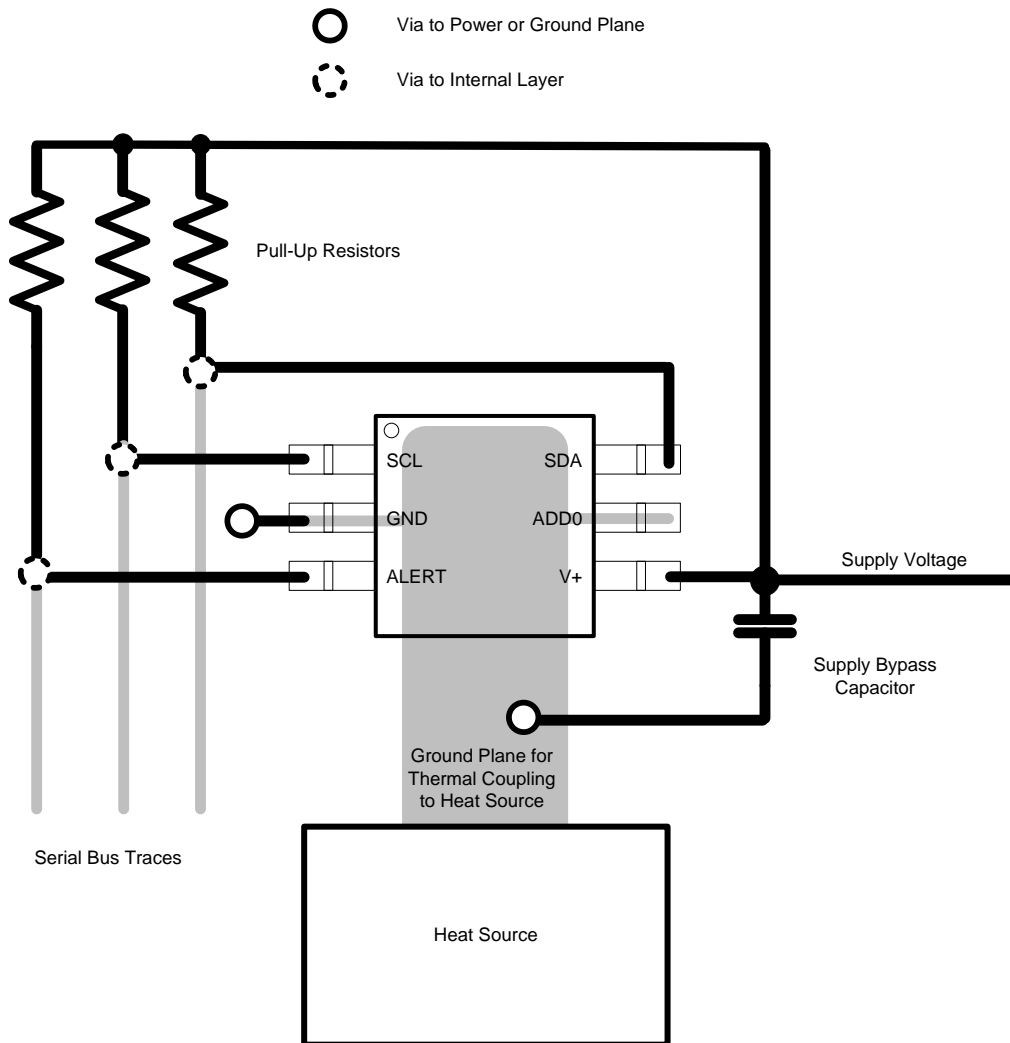 Via to Power or Ground Plane
Via to Internal Layer
Pull-Up Resistors
SCL
SDA
GND
ADD0
ALERT
V+
Supply Voltage
Supply Bypass
Capacitor
Ground Plane for
Thermal Coupling
to Heat Source
Serial Bus Traces
Heat Source